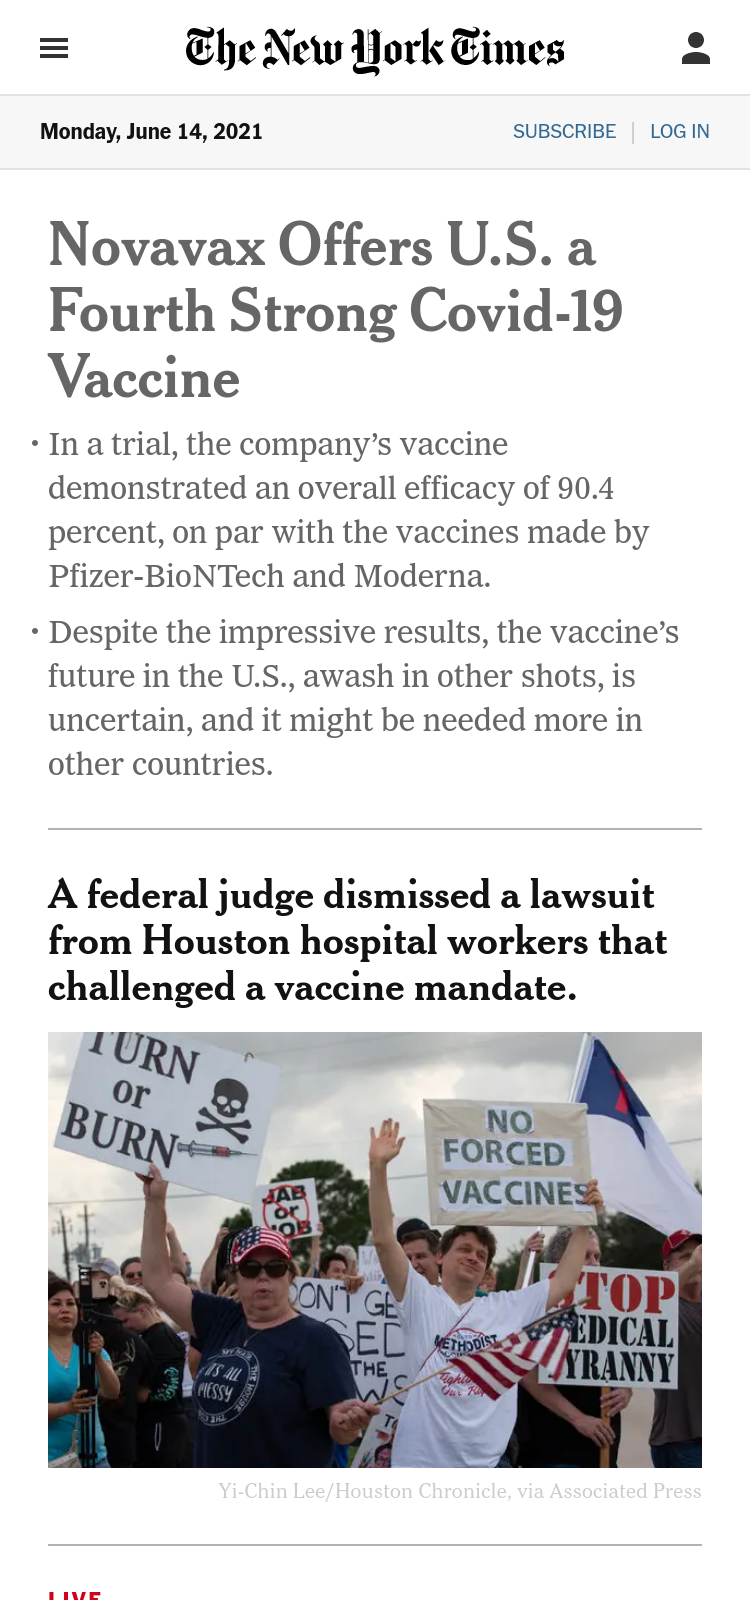 The New York Times
Monday, June 14, 2021
SUBSCRIBE
LOG IN
Novavax Offers U.S. a
Fourth Strong Covid-19
Vaccine
• In a trial, the company’s vaccine
demonstrated an overall efficacy of 90.4
percent, on par with the vaccines made by
Pfizer-BioNTech and Moderna.
• Despite the impressive results, the vaccine’s
future in the U.S., awash in other shots, is
uncertain, and it might be needed more in
other countries.
A federal judge dismissed a lawsuit
from Houston hospital workers that
challenged a vaccine mandate.
TURN
or
BURN
JAB
or
JOB
NO
FORCED
VACCINES
DON'T GE
THE
STOP
EDICAL
YRANNY
METHODIST
IT'S ALL
MESSY
Yi-Chin Lee/Houston Chronicle, via Associated Press
LIVE